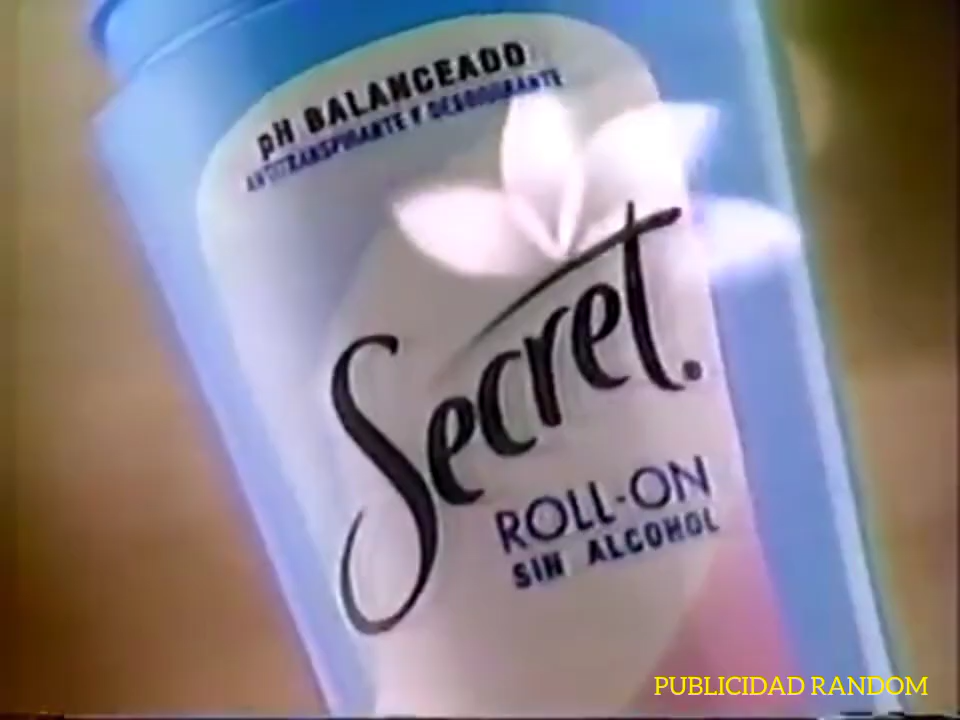 pH BALANCEADO
ANTITRANSPIRANTE Y DESODORANTE
Secret.
ROLL-ON
SIN ALCOHOL
PUBLICIDAD RANDOM